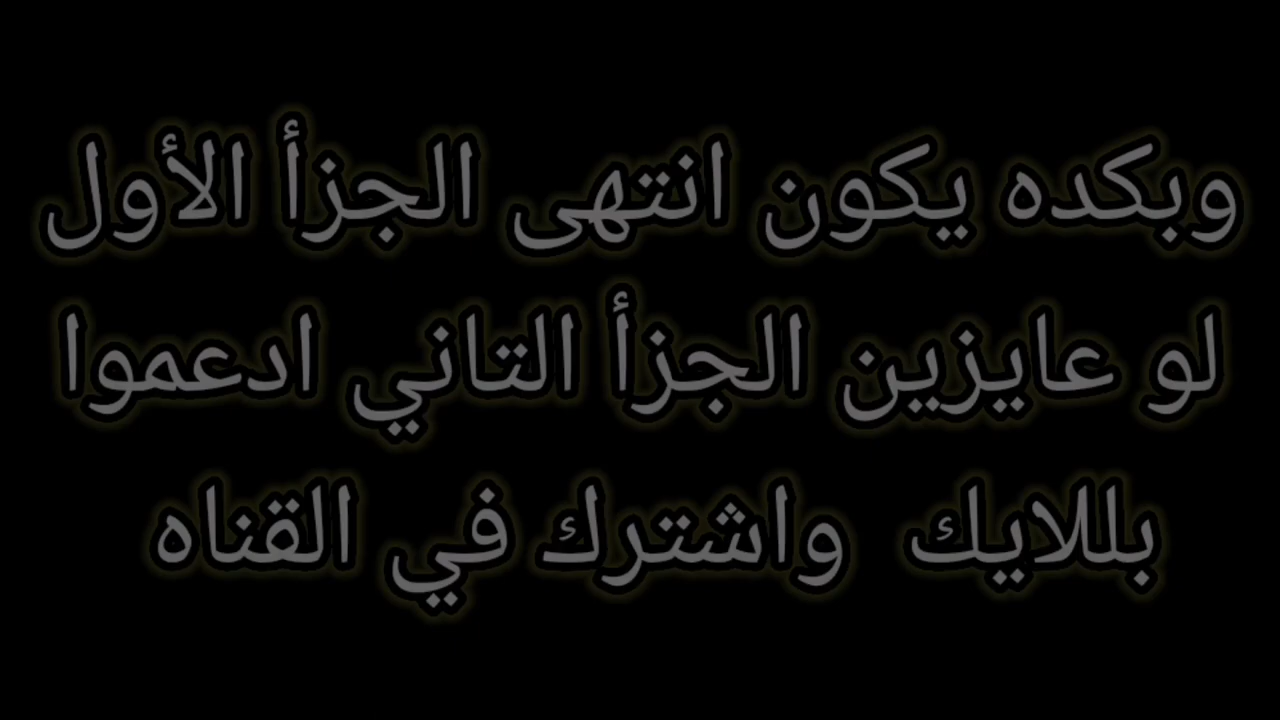 وبكده يكون انتهى الجزأ الأول
لو عايزين الجزأ التاني ادعموا
بللايك واشترك في القناه